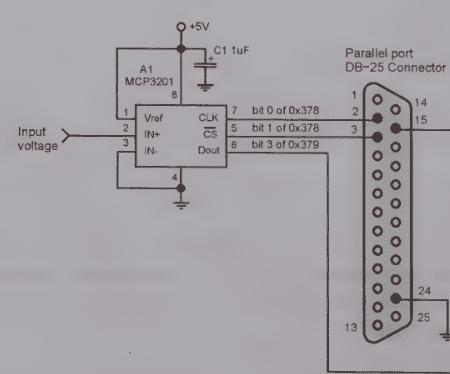 +5V
C1 1uF
A1
MCP3201
Parallel port
DB-25 Connector
8
1
14
1
Vref
CLK
7
bit 0 of 0x378
2
15
Input
voltage
2
IN+
CS
5
bit 1 of 0x378
3
3
IN-
Dout
6
bit 3 of 0x379
4
24
13
25